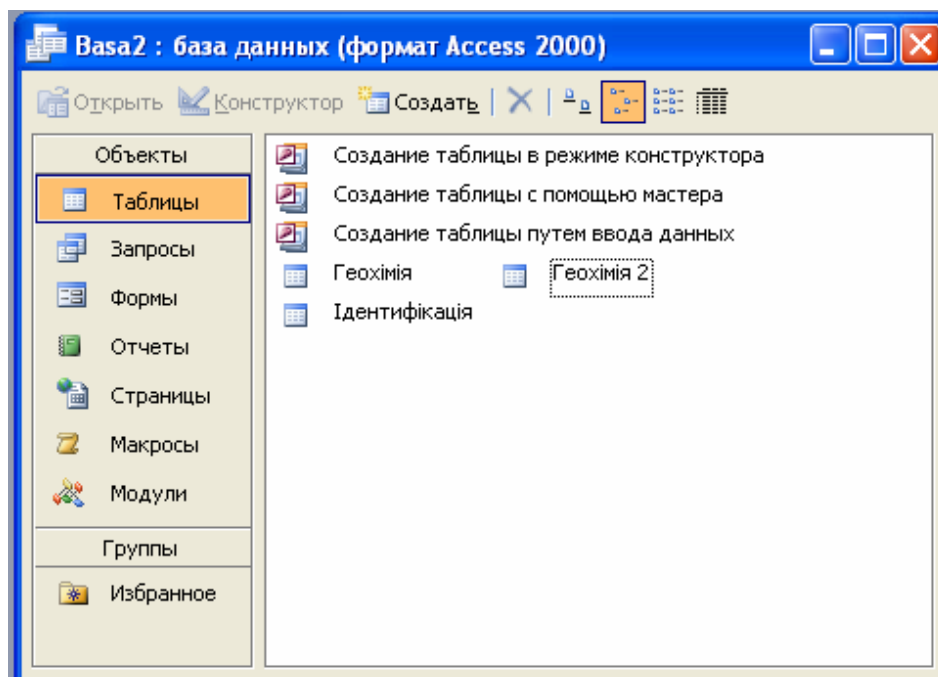 Basa2 : база данных (формат Access 2000)
Открыть Конструктор Создать
Объекты
Таблицы
Запросы
Формы
Отчеты
Страницы
Макросы
Модули
Группы
Избранное
Создание таблицы в режиме конструктора
Создание таблицы с помощью мастера
Создание таблицы путем ввода данных
Геохімія Геохімія 2
Ідентифікація